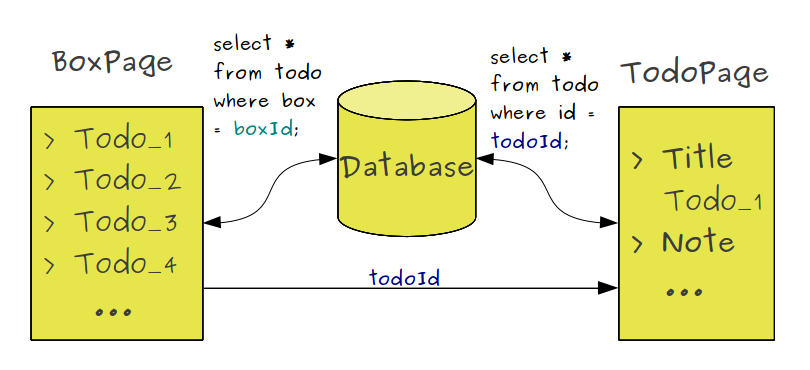 BoxPage
> Todo_1
> Todo_2
> Todo_3
> Todo_4
...
select *
from todo
where box
= boxId;
Database
select *
from todo
where id =
todoId;
todoId
TodoPage
> Title
Todo_1
> Note
...